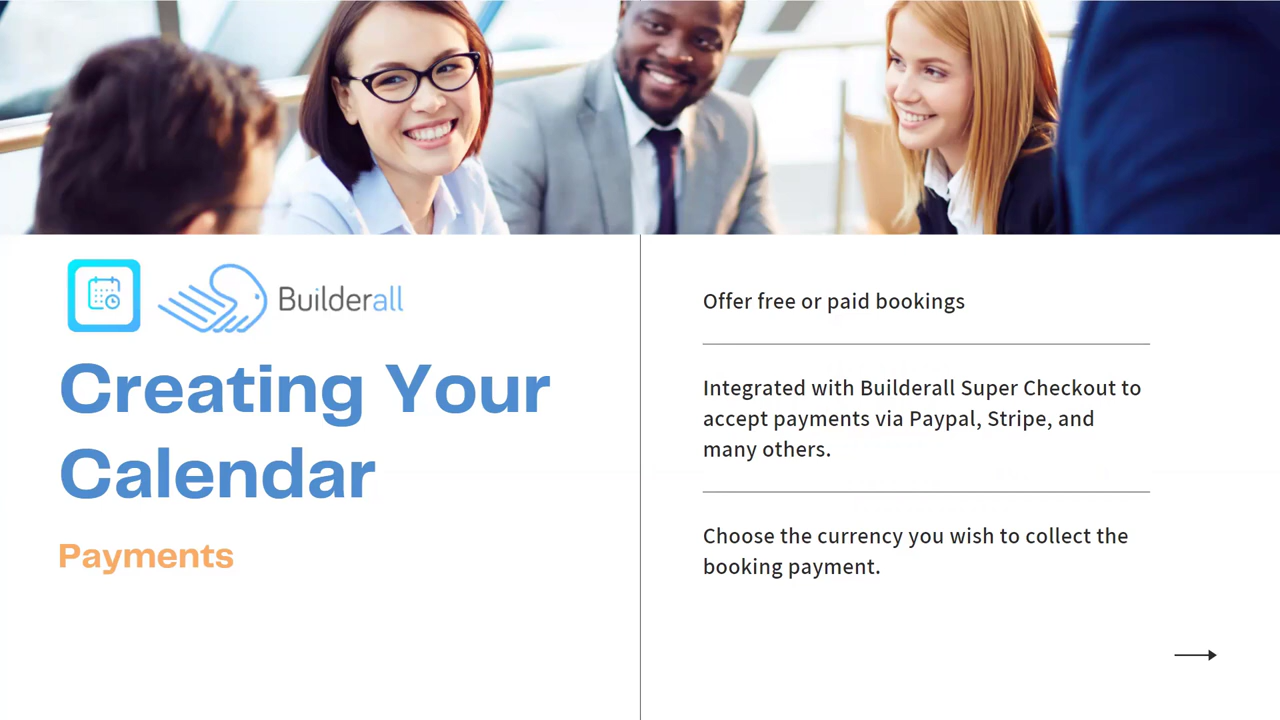 Builderall
Creating Your
Calendar
Payments
Offer free or paid bookings
Integrated with Builderall Super Checkout to
accept payments via Paypal, Stripe, and
many others.
Choose the currency you wish to collect the
booking payment.